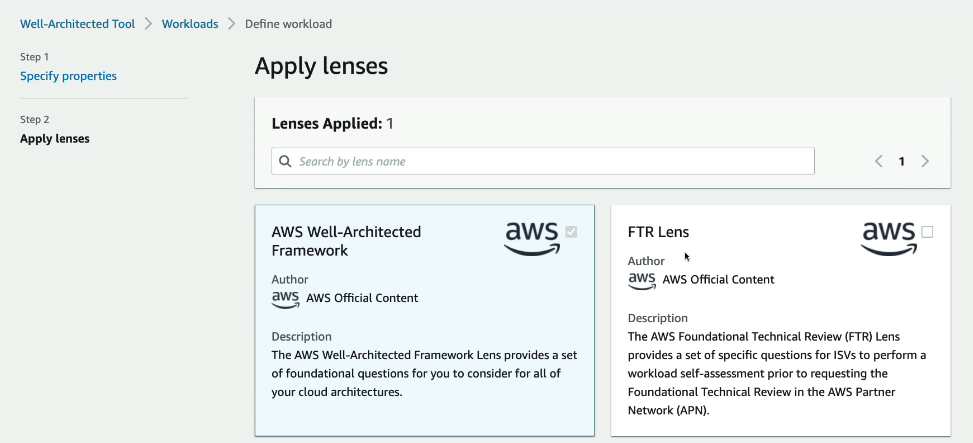 Well-Architected Tool > Workloads > Define workload
Step 1
Specify properties
Step 2
Apply lenses
Apply lenses
Lenses Applied: 1
Search by lens name
< 1 >
AWS Well-Architected
Framework
aws
Author
aws AWS Official Content
Description
The AWS Well-Architected Framework Lens provides a set
of foundational questions for you to consider for all of
your cloud architectures.
FTR Lens
aws
Author
aws AWS Official Content
Description
The AWS Foundational Technical Review (FTR) Lens
provides a set of specific questions for ISVs to perform a
workload self-assessment prior to requesting the
Foundational Technical Review in the AWS Partner
Network (APN).